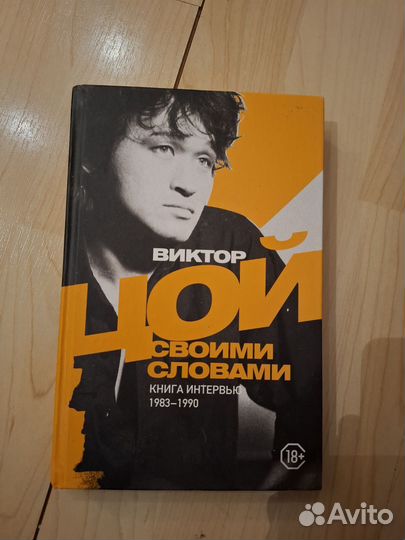 ВИКТОР
ЦОЙ
СВОИМИ
СЛОВАМИ
КНИГА ИНТЕРВЬЮ
1983–1990
18+
Avito